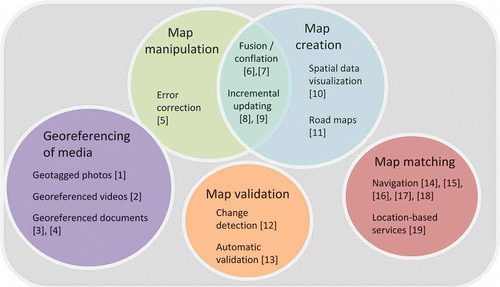 Map
manipulation
Error
correction
[5]
Fusion /
conflation
[6],[7]
Incremental
updating
[8], [9]
Map
creation
Spatial data
visualization
[10]
Road maps
[11]
Georeferencing
of media
Geotagged photos [1]
Georeferenced videos [2]
Georeferenced documents
[3], [4]
Map validation
Change
detection [12]
Automatic
validation [13]
Map matching
Navigation [14], [15],
[16], [17], [18]
Location-based
services [19]